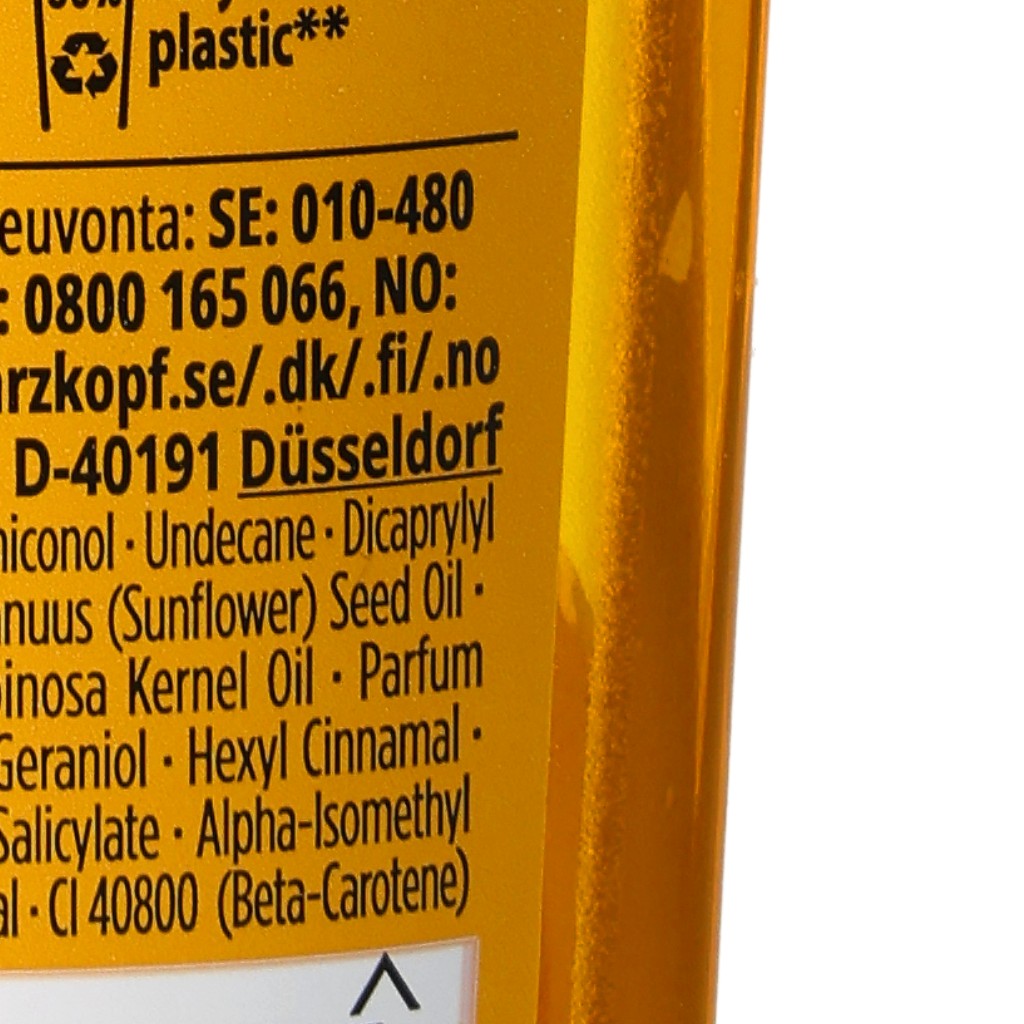 plastic**
euvonta: SE: 010-480
: 0800 165 066, NO:
rzkopf.se/.dk/.fi/.no
D-40191 Düsseldorf
niconol · Undecane · Dicaprylyl
nuus (Sunflower) Seed Oil ·
inosa Kernel Oil · Parfum
Geraniol · Hexyl Cinnamal ·
Salicylate · Alpha-Isomethyl
al · CI 40800 (Beta-Carotene)